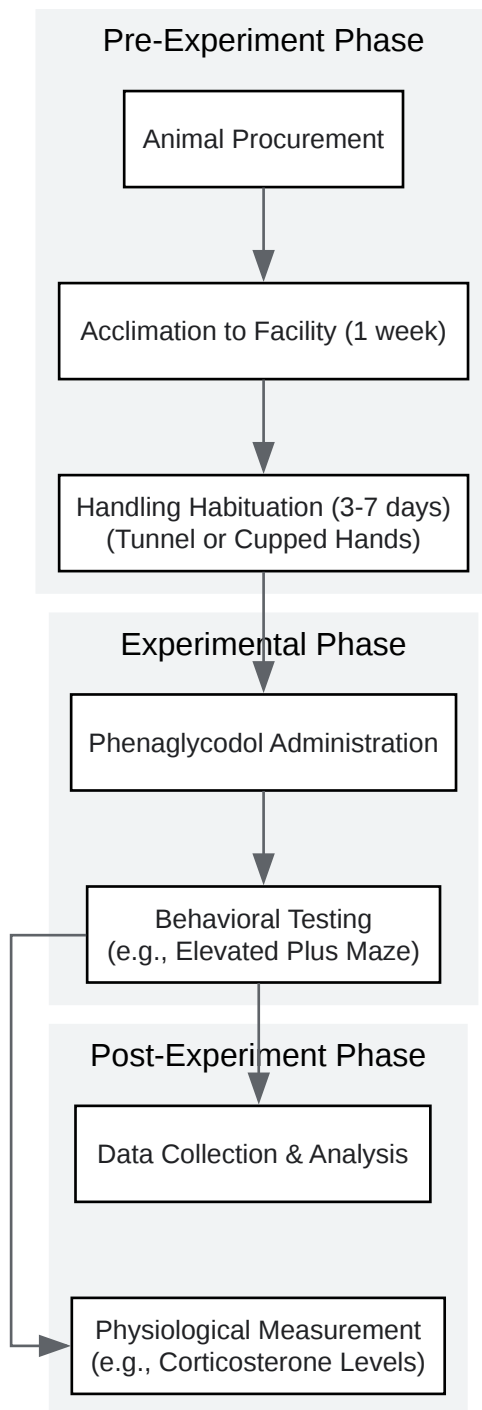 Pre-Experiment Phase
Animal Procurement
Acclimation to Facility (1 week)
Handling Habituation (3-7 days)
(Tunnel or Cupped Hands)
Experimental Phase
Phenaglycodol Administration
Behavioral Testing
(e.g., Elevated Plus Maze)
Post-Experiment Phase
Data Collection & Analysis
Physiological Measurement
(e.g., Corticosterone Levels)